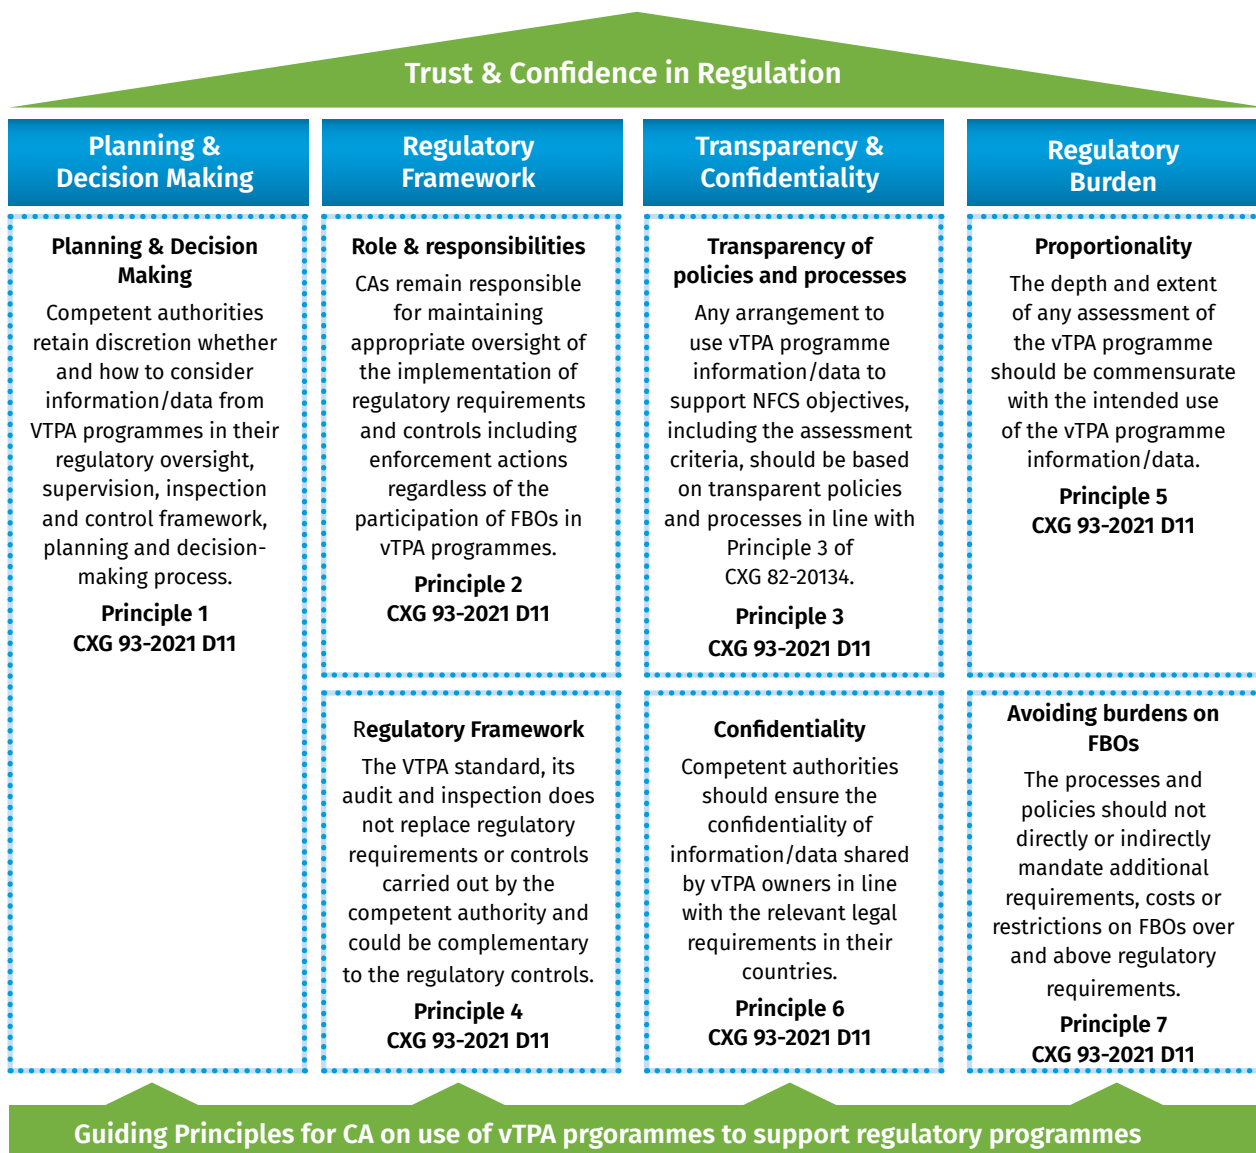 Trust & Confidence in Regulation
Planning &
Decision Making
Regulatory
Framework
Transparency &
Confidentiality
Regulatory
Burden
Planning & Decision
Making
Competent authorities
retain discretion whether
and how to consider
information/data from
VTPA programmes in their
regulatory oversight,
supervision, inspection
and control framework,
planning and decision-
making process.
Principle 1
CXG 93-2021 D11
Role & responsibilities
CAs remain responsible
for maintaining
appropriate oversight of
the implementation of
regulatory requirements
and controls including
enforcement actions
regardless of the
participation of FBOs in
vTPA programmes.
Principle 2
CXG 93-2021 D11
Transparency of
policies and processes
Any arrangement to
use vTPA programme
information/data to
support NFCS objectives,
including the assessment
criteria, should be based
on transparent policies
and processes in line with
Principle 3 of
CXG 82-20134.
Principle 3
CXG 93-2021 D11
Proportionality
The depth and extent
of any assessment of
the vTPA programme
should be commensurate
with the intended use
of the vTPA programme
information/data.
Principle 5
CXG 93-2021 D11
Regulatory Framework
The VTPA standard, its
audit and inspection does
not replace regulatory
requirements or controls
carried out by the
competent authority and
could be complementary
to the regulatory controls.
Principle 4
CXG 93-2021 D11
Confidentiality
Competent authorities
should ensure the
confidentiality of
information/data shared
by vTPA owners in line
with the relevant legal
requirements in their
countries.
Principle 6
CXG 93-2021 D11
Avoiding burdens on
FBOs
The processes and
policies should not
directly or indirectly
mandate additional
requirements, costs or
restrictions on FBOs over
and above regulatory
requirements.
Principle 7
CXG 93-2021 D11
Guiding Principles for CA on use of vTPA prgorammes to support regulatory programmes